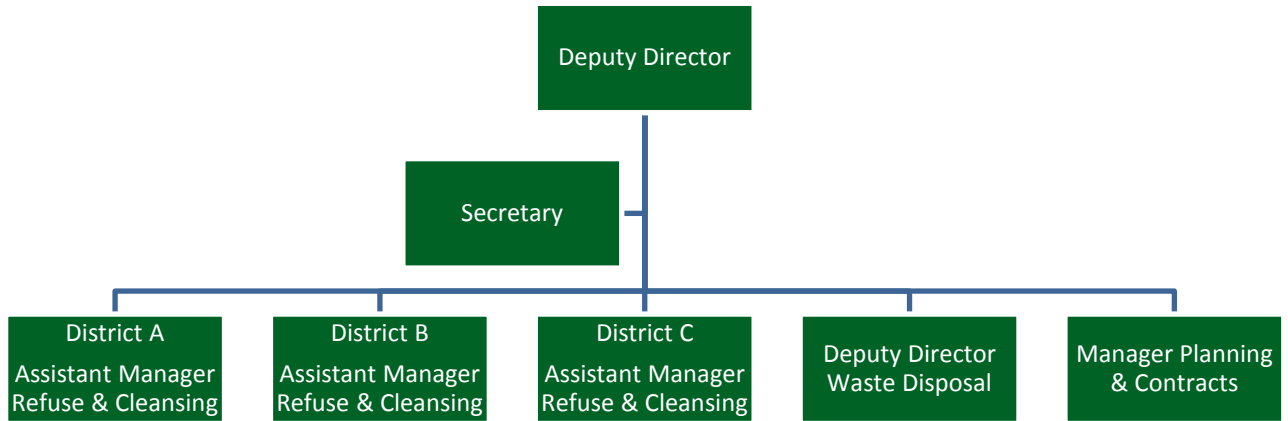 Deputy Director
Secretary
District A
Assistant Manager
Refuse & Cleansing
District B
Assistant Manager
Refuse & Cleansing
District C
Assistant Manager
Refuse & Cleansing
Deputy Director
Waste Disposal
Manager Planning
& Contracts